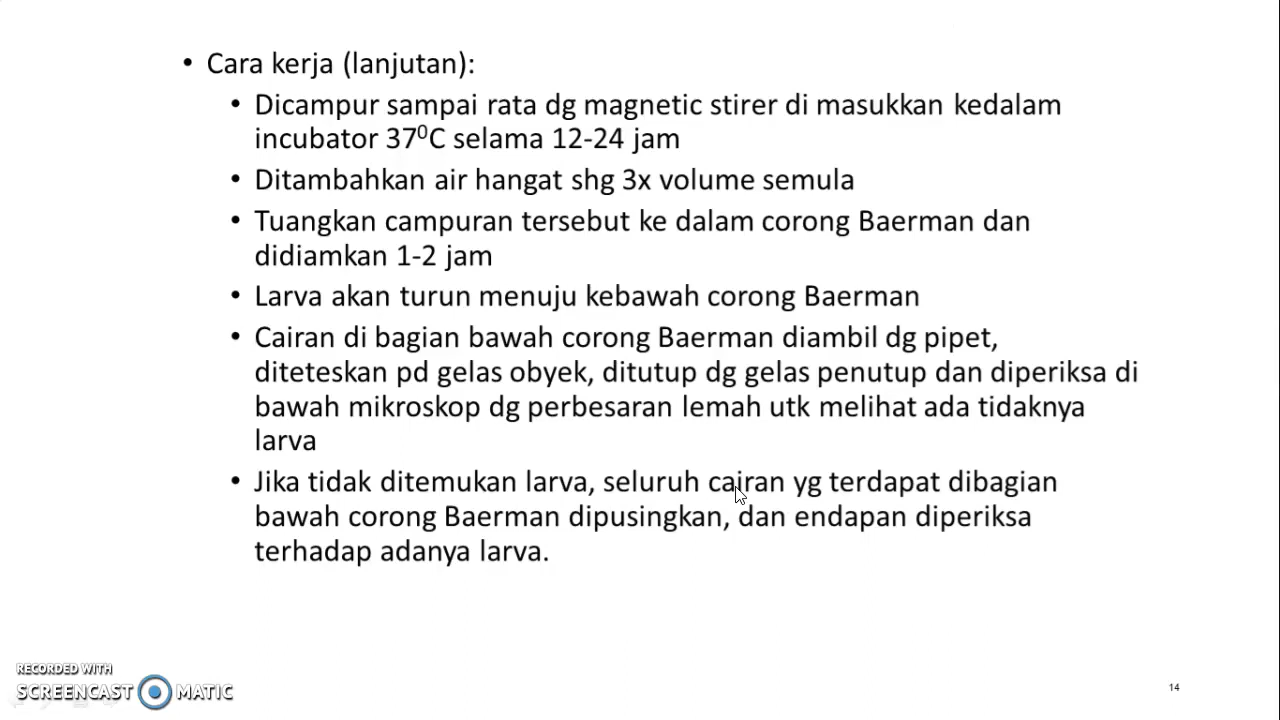 • Cara kerja (lanjutan):
• Dicampur sampai rata dg magnetic stirer di masukkan kedalam
incubator 37⁰C selama 12-24 jam
• Ditambahkan air hangat shg 3x volume semula
• Tuangkan campuran tersebut ke dalam corong Baerman dan
didiamkan 1-2 jam
• Larva akan turun menuju kebawah corong Baerman
• Cairan di bagian bawah corong Baerman diambil dg pipet,
diteteskan pd gelas obyek, ditutup dg gelas penutup dan diperiksa di
bawah mikroskop dg perbesaran lemah utk melihat ada tidaknya
larva
• Jika tidak ditemukan larva, seluruh cairan yg terdapat dibagian
bawah corong Baerman dipusingkan, dan endapan diperiksa
terhadap adanya larva.
RECORDED WITH
SCREENCAST MATIC
14